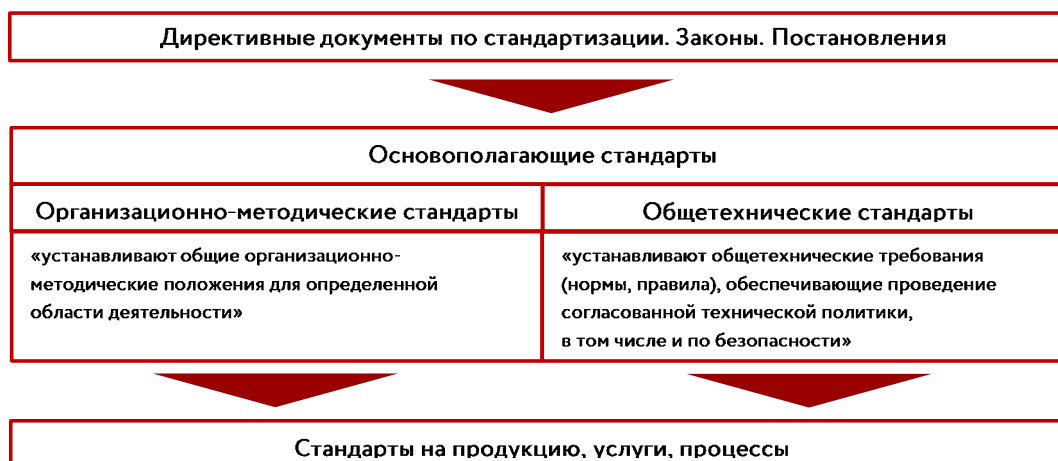 Директивные документы по стандартизации. Законы. Постановления
Основополагающие стандарты
Организационно-методические стандарты
Общетехнические стандарты
«устанавливают общие организационно-
методические положения для определенной
области деятельности»
«устанавливают общетехнические требования
(нормы, правила), обеспечивающие проведение
согласованной технической политики,
в том числе и по безопасности»
Стандарты на продукцию, услуги, процессы